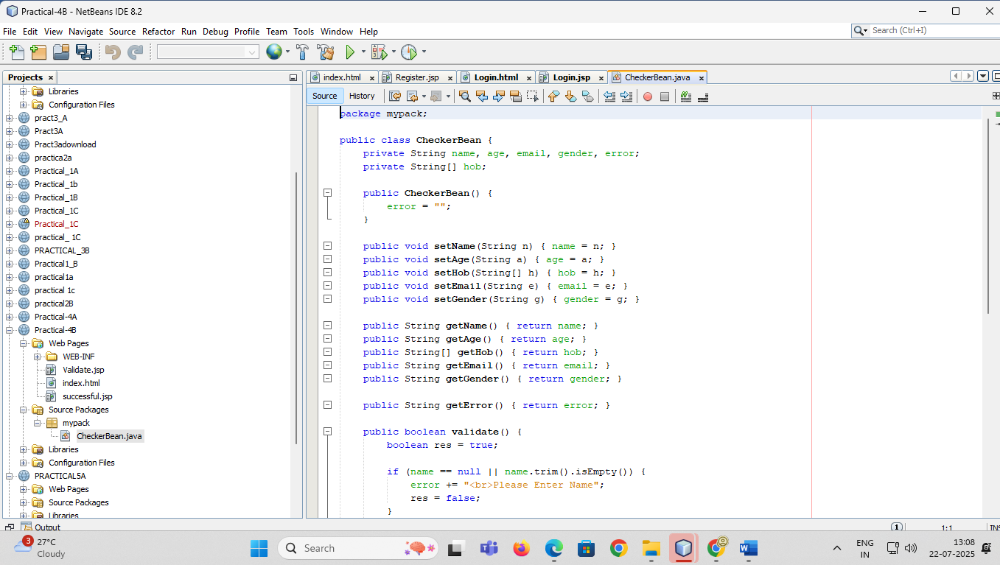 Practical-4B - NetBeans IDE 8.2
File Edit View Navigate Source Refactor Run Debug Profile Team Tools Window Help
Search (Ctrl+I)
Projects
Libraries
Configuration Files
pract3_A
Pract3A
Pract3adownload
practica2a
Practical_1A
Practical_1b
Practical_1B
Practical_1C
Practical_1C
practical_ 1C
PRACTICAL_3B
Practical1_B
practical1a
practical 1c
practical2B
Practical-4A
Practical-4B
Web Pages
WEB-INF
Validate.jsp
index.html
successful.jsp
Source Packages
mypack
CheckerBean.java
Libraries
Configuration Files
PRACTICAL5A
Web Pages
Source Packages
Libraries
index.html Register.jsp Login.html Login.jsp CheckerBean.java
Source History
package mypack;
public class CheckerBean {
private String name, age, email, gender, error;
private String[] hob;
public CheckerBean() {
error = "";
}
public void setName(String n) { name = n; }
public void setAge(String a) { age = a; }
public void setHob(String[] h) { hob = h; }
public void setEmail(String e) { email = e; }
public void setGender(String g) { gender = g; }
public String getName() { return name; }
public String getAge() { return age; }
public String[] getHob() { return hob; }
public String getEmail() { return email; }
public String getGender() { return gender; }
public String getError() { return error; }
public boolean validate() {
boolean res = true;
if (name == null || name.trim().isEmpty()) {
error += "<br>Please Enter Name";
res = false;
}
Output
1 1:1 INS
3
27°C
Cloudy
Search
ENG
IN
13:08
22-07-2025